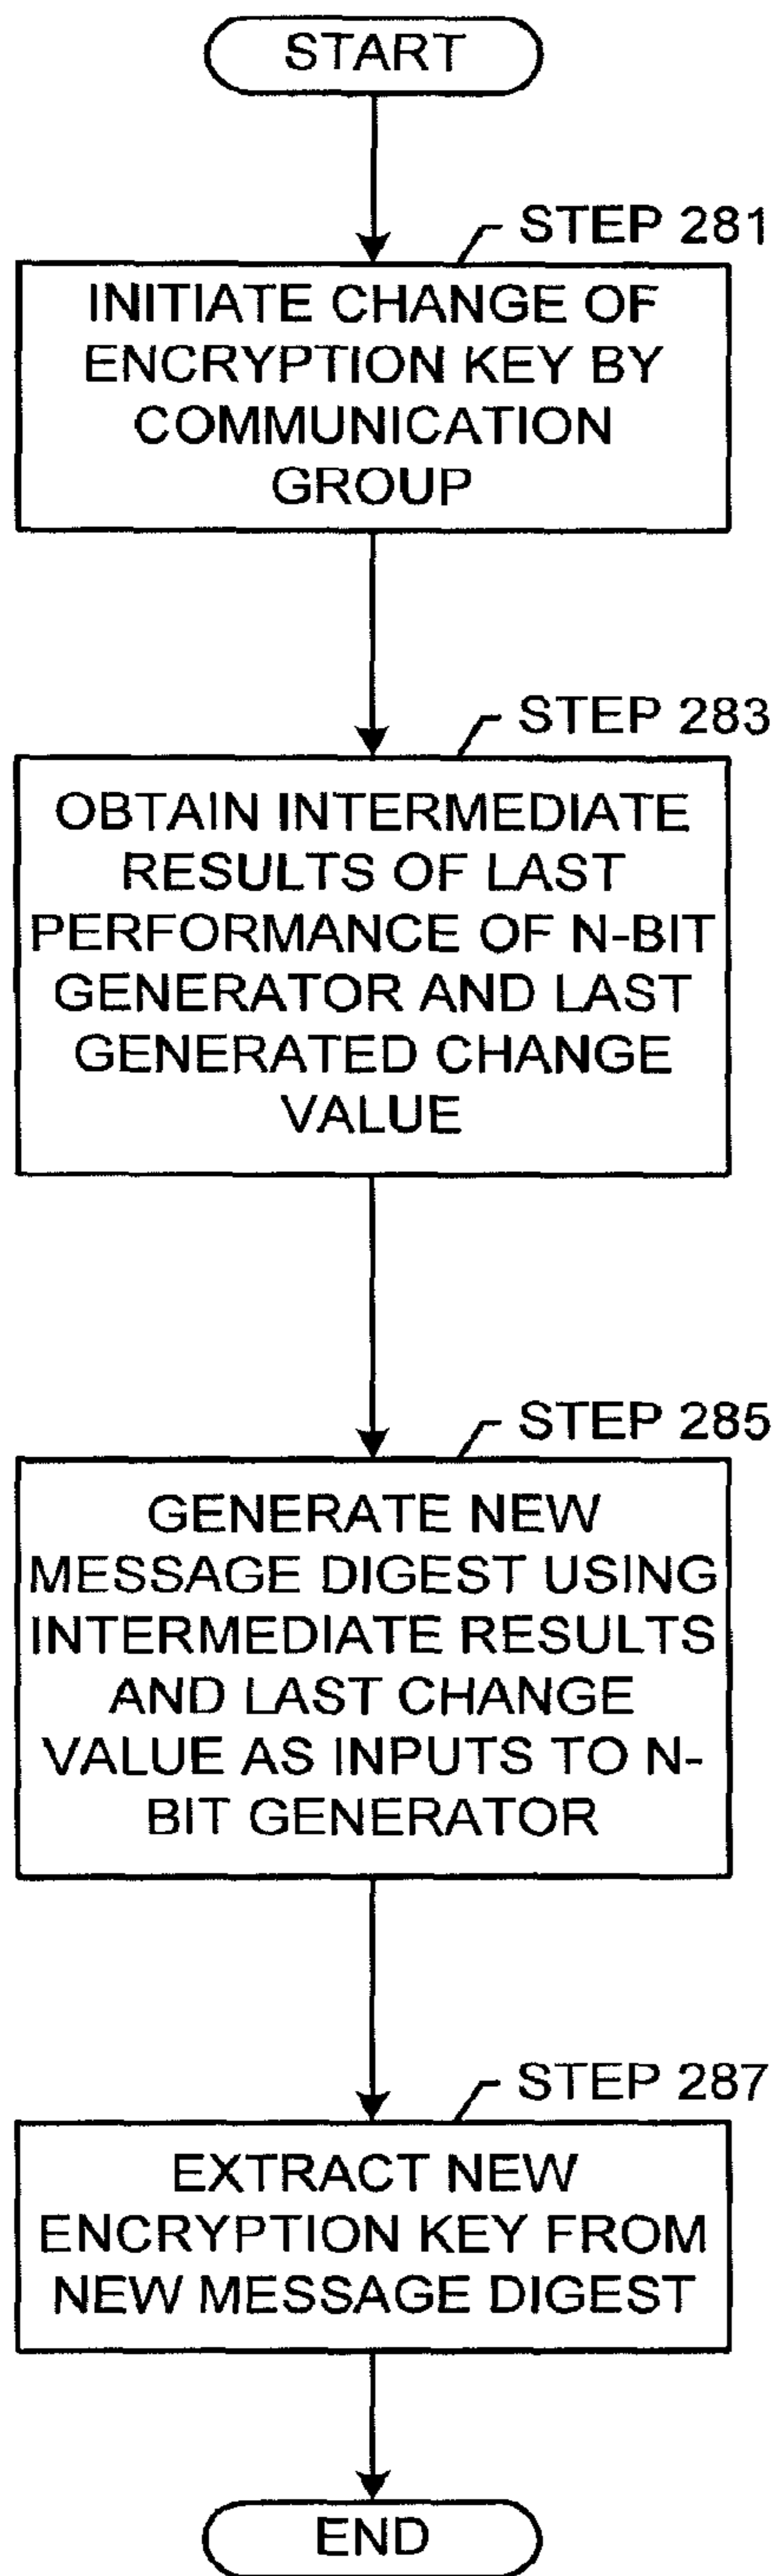 START
STEP 281
INITIATE CHANGE OF
ENCRYPTION KEY BY
COMMUNICATION
GROUP
STEP 283
OBTAIN INTERMEDIATE
RESULTS OF LAST
PERFORMANCE OF N-BIT
GENERATOR AND LAST
GENERATED CHANGE
VALUE
STEP 285
GENERATE NEW
MESSAGE DIGEST USING
INTERMEDIATE RESULTS
AND LAST CHANGE
VALUE AS INPUTS TO N-
BIT GENERATOR
STEP 287
EXTRACT NEW
ENCRYPTION KEY FROM
NEW MESSAGE DIGEST
END